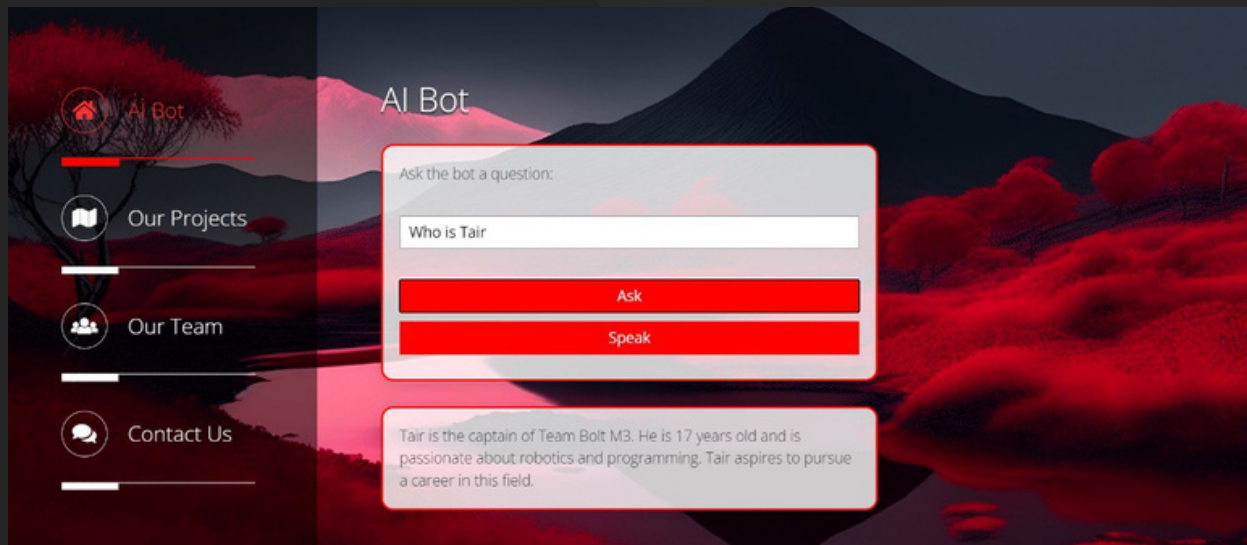 AI Bot
Our Projects
Our Team
Contact Us
AI Bot
Ask the bot a question:
Who is Tair
Ask
Speak
Tair is the captain of Team Bolt M3. He is 17 years old and is
passionate about robotics and programming. Tair aspires to pursue
a career in this field.